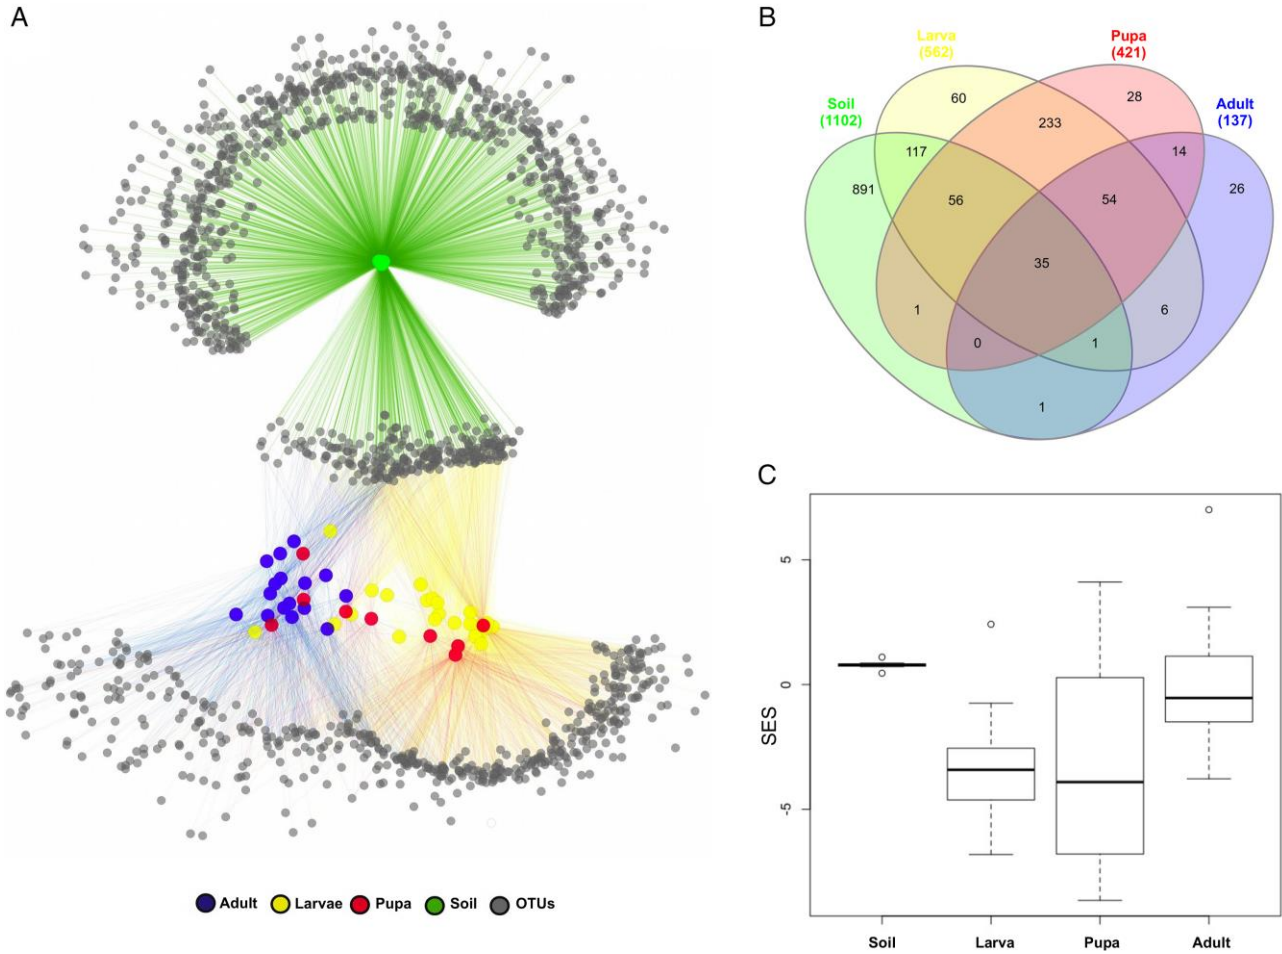 A
Adult
Larvae
Pupa
Soil
OTUs
B
Larva
(562)
Pupa
(421)
Soil
(1102)
Adult
(137)
60
28
233
117
14
891
26
56
54
35
1
6
0
1
1
C
SES
5
0
-5
Soil
Larva
Pupa
Adult